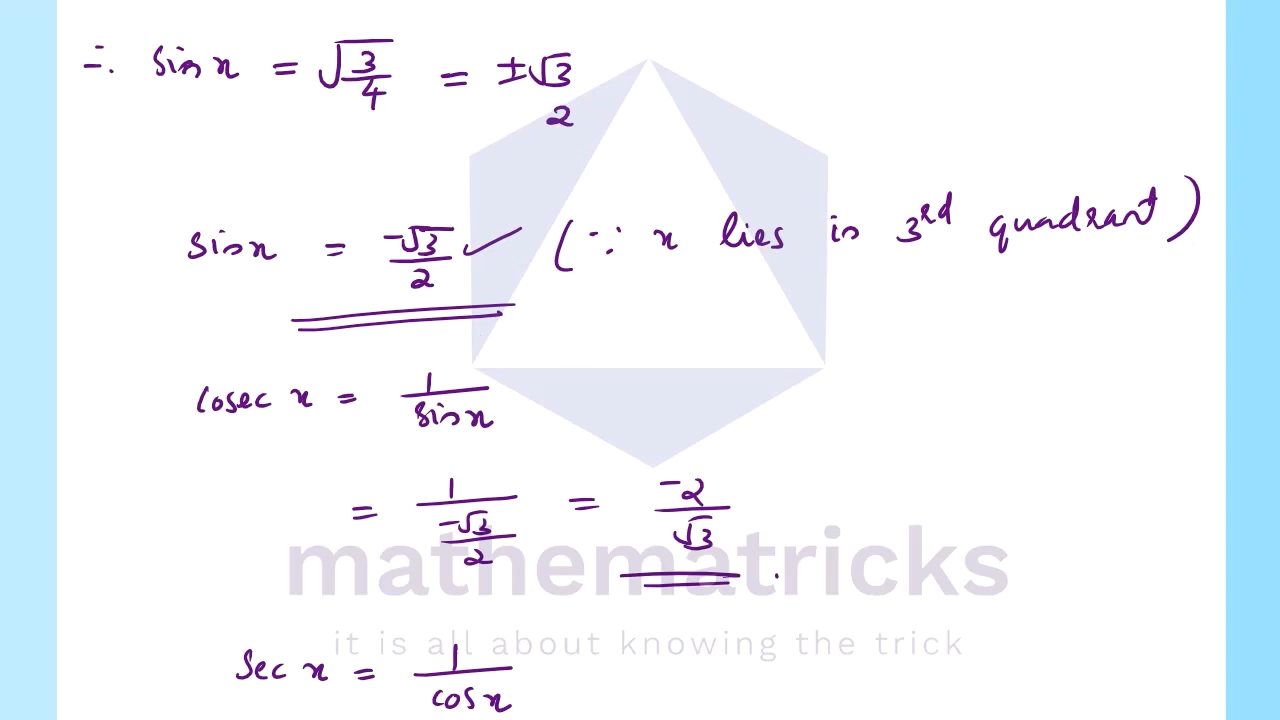 ∴ sin x = √(3/4) = ±√3/2
sin x = -√3/2 ✓ (∵ x lies in 3rd quadrant)
cosec x = 1/sin x
= 1/(-√3/2) = -2/√3 .
mathematricks
it is all about knowing the trick
sec x = 1/cos x